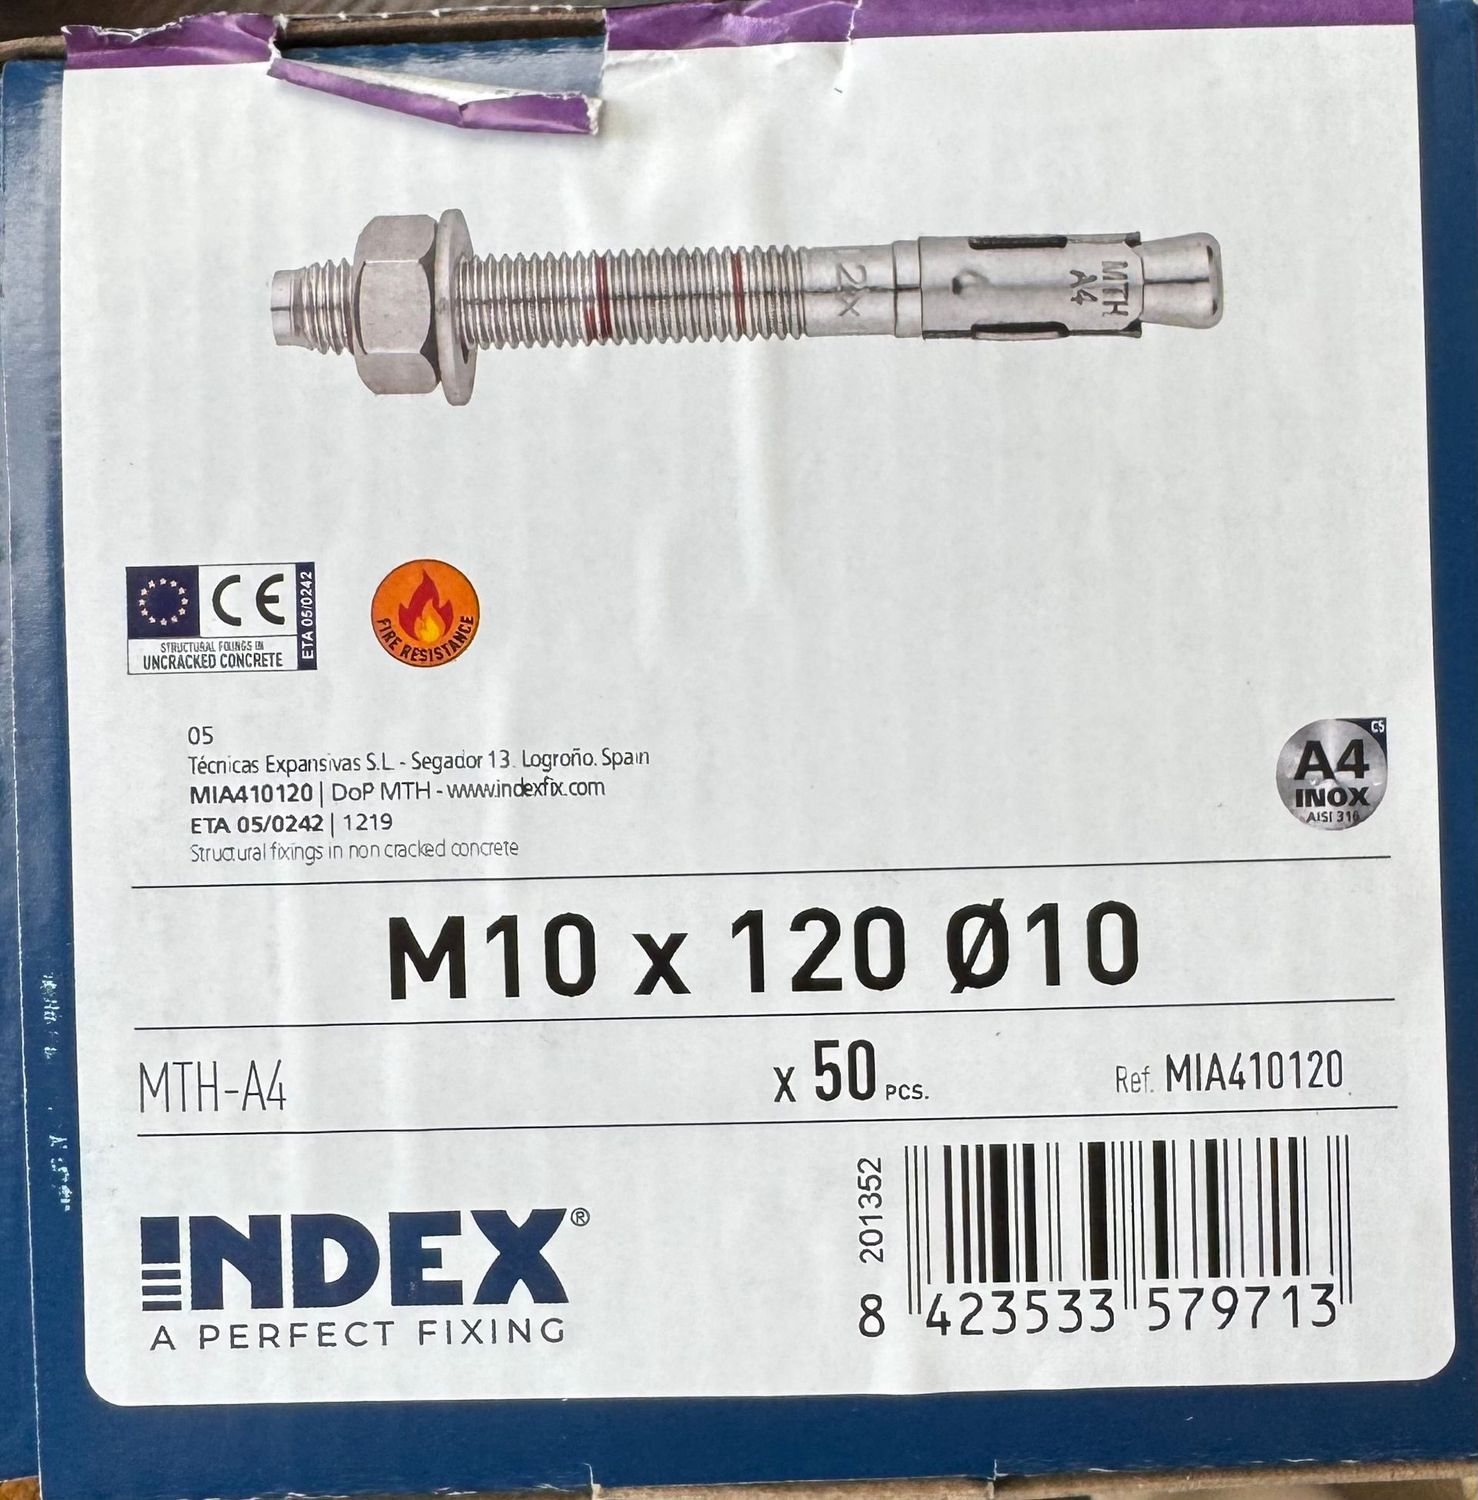 24x
MTH
A4
CE
ETA 05/0242
STRUCTURAL FIXINGS IN
UNCRACKED CONCRETE
FIRE RESISTANCE
05
Técnicas Expansivas S.L - Segador 13. Logroño. Spain
MIA410120 | DoP MTH - www.indexfix.com
ETA 05/0242 | 1219
Structural fixings in non cracked concrete
C5
A4
INOX
AISI 316
M10 x 120 Ø10
MTH-A4
x 50 PCS.
Ref. MIA410120
INDEX®
A PERFECT FIXING
201352
8 423533 579713